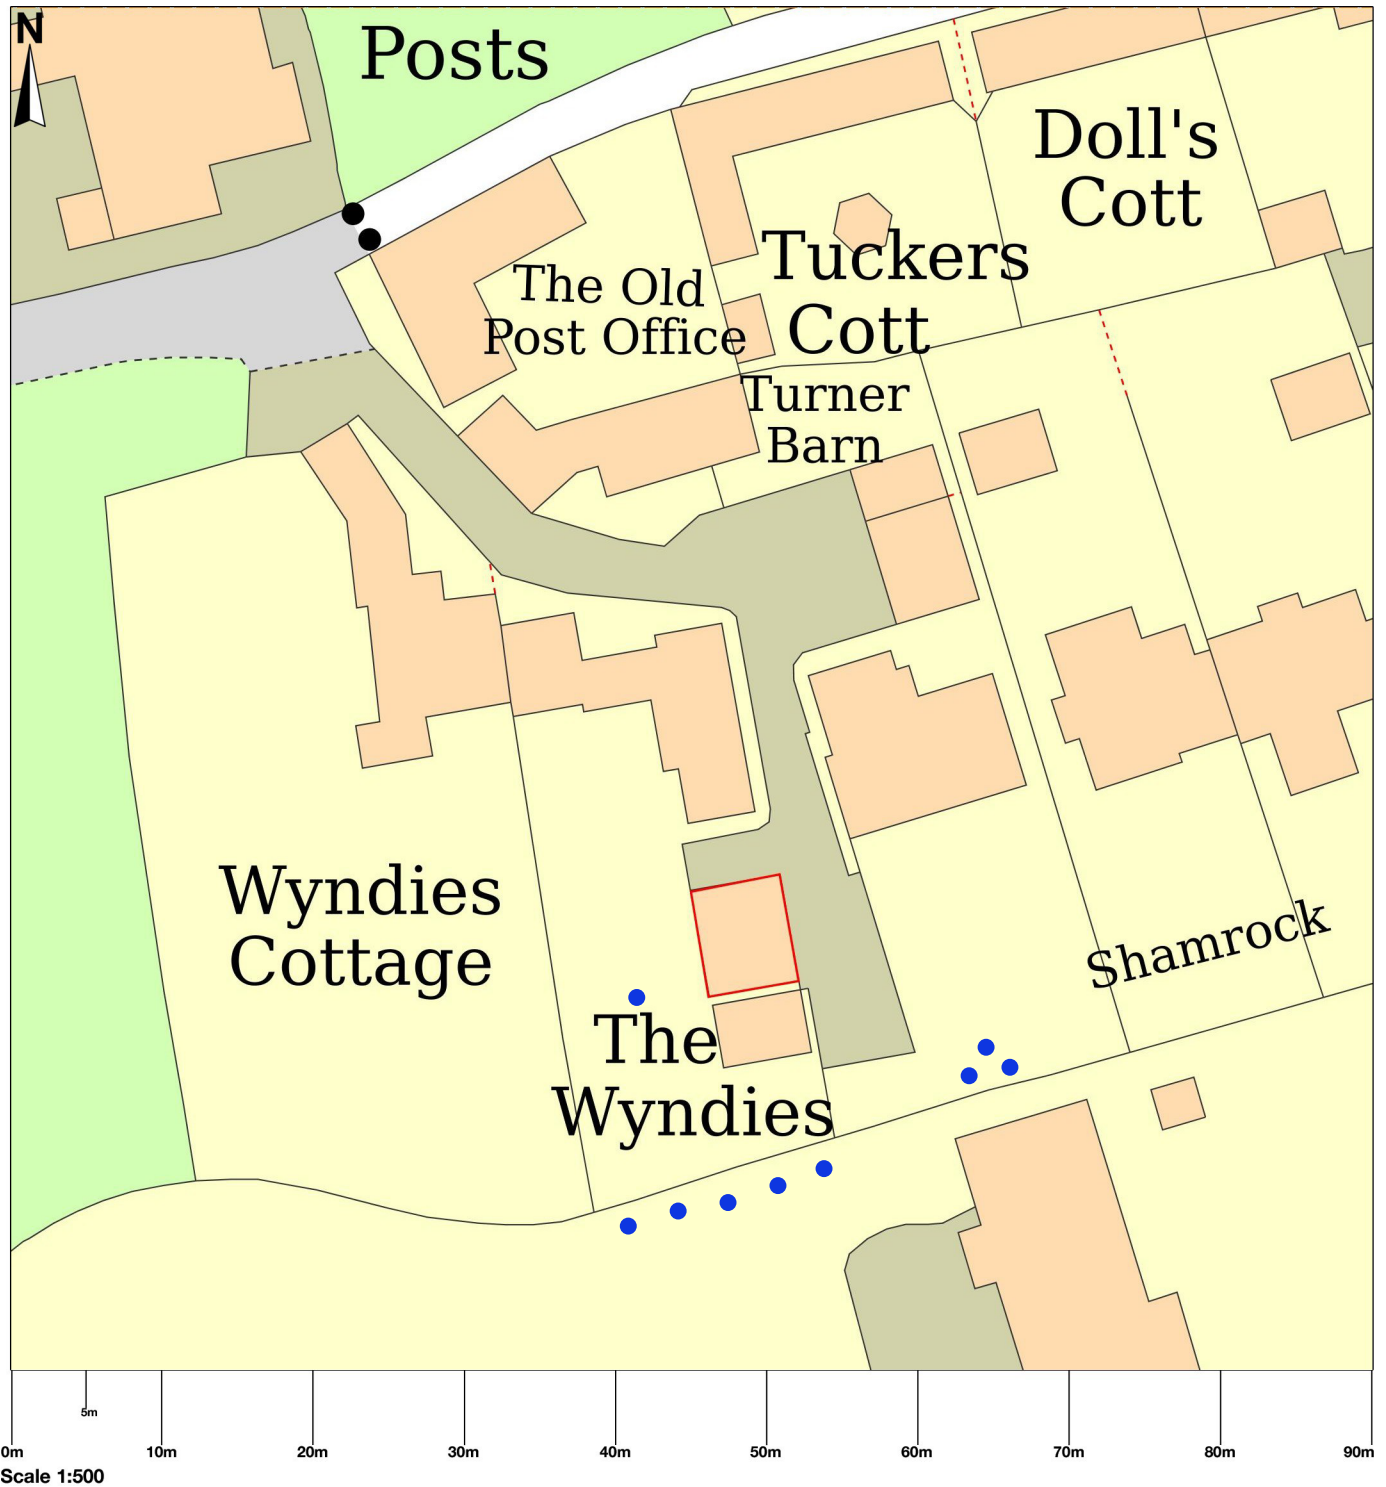 N
Posts
Doll's
Cott
Tuckers
Cott
The Old
Post Office
Turner
Barn
Wyndies
Cottage
Shamrock
The
Wyndies
5m
0m 10m 20m 30m 40m 50m 60m 70m 80m 90m
Scale 1:500